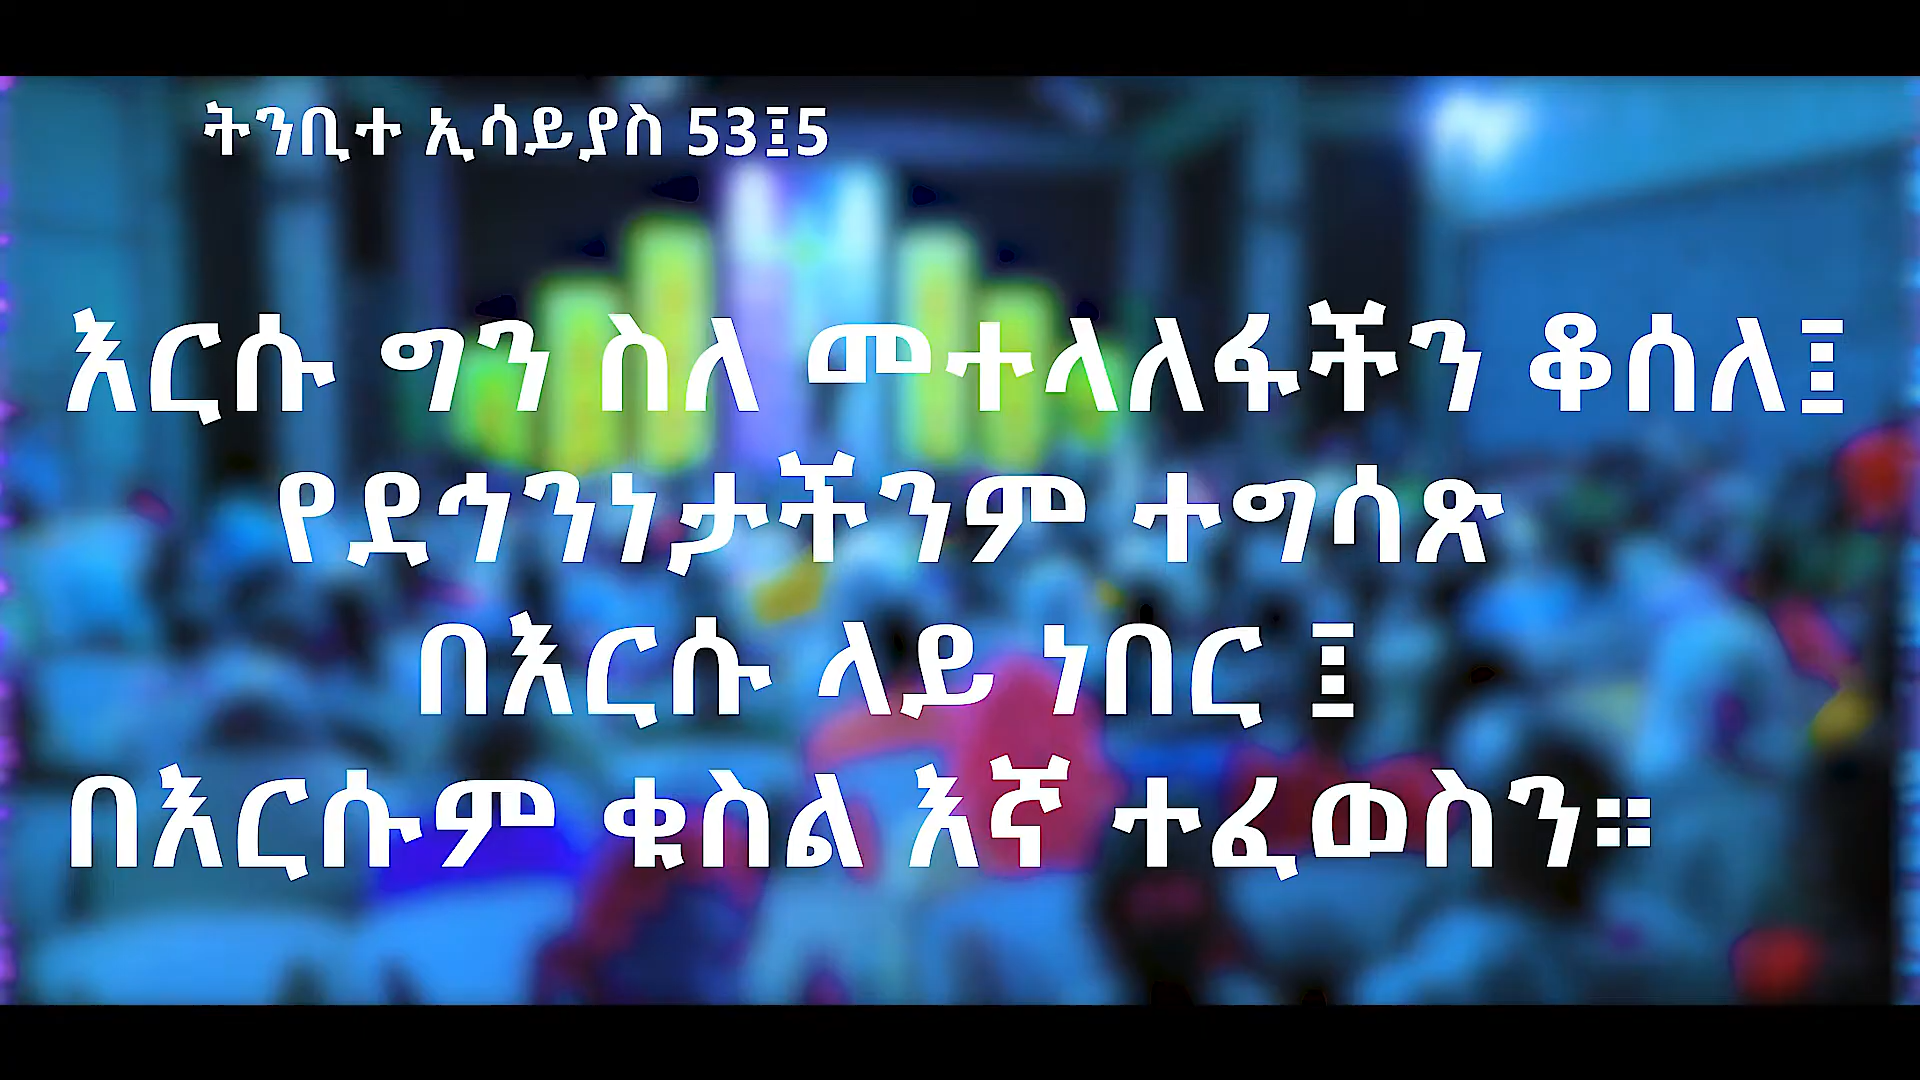 ትንቢተ ኢሳይያስ 53፤5
እርሱ ግን ስለ መተላለፋችን ቆሰለ፤
የደኅንነታችንም ተግሳጽ
በእርሱ ላይ ነበር ፤
በእርሱም ቁስል እኛ ተፈወስን።